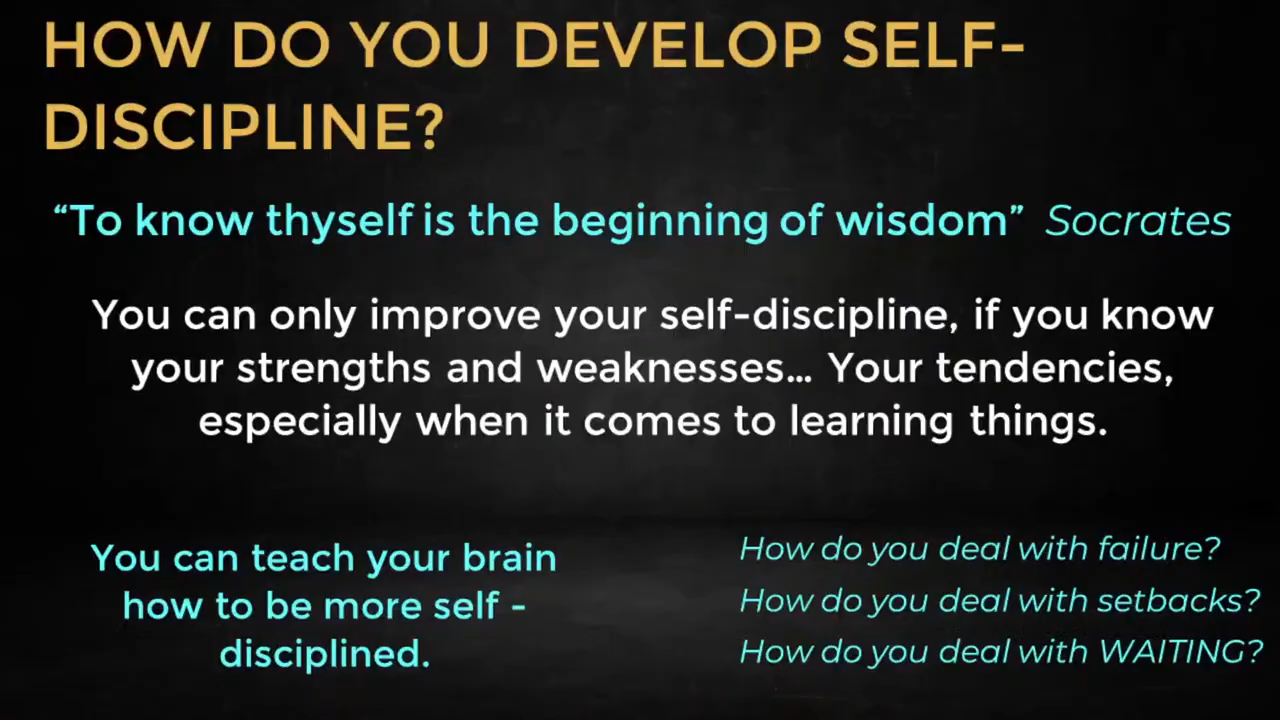 HOW DO YOU DEVELOP SELF-
DISCIPLINE?
“To know thyself is the beginning of wisdom” Socrates
You can only improve your self-discipline, if you know
your strengths and weaknesses... Your tendencies,
especially when it comes to learning things.
You can teach your brain
how to be more self -
disciplined.
How do you deal with failure?
How do you deal with setbacks?
How do you deal with WAITING?